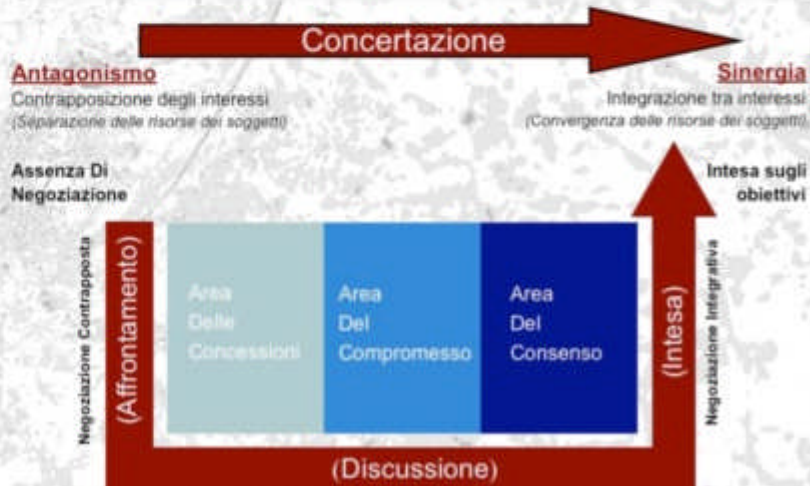 Concertazione
Antagonismo
Contrapposizione degli interessi
(Separazione delle risorse dei soggetti)
Sinergia
Integrazione tra interessi
(Convergenza delle risorse dei soggetti)
Assenza Di
Negoziazione
Intesa sugli
obiettivi
Negoziazione Contrapposta
(Affrontamento)
Area
Delle
Concessioni
Area
Del
Compromesso
Area
Del
Consenso
(Intesa)
Negoziazione Integrativa
(Discussione)